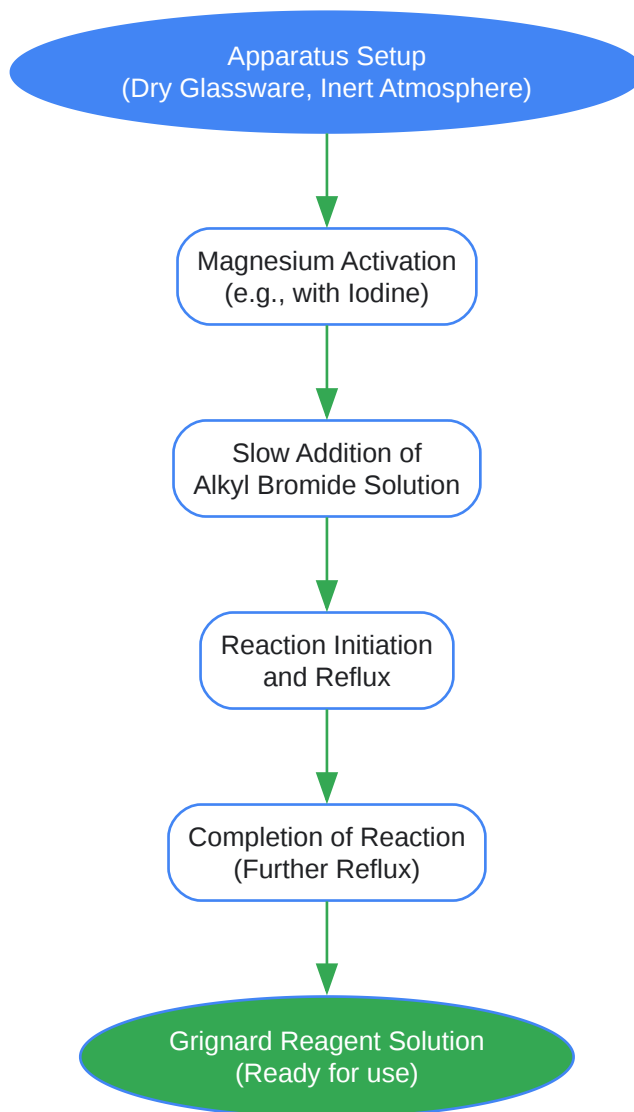 Apparatus Setup
(Dry Glassware, Inert Atmosphere)
Magnesium Activation
(e.g., with Iodine)
Slow Addition of
Alkyl Bromide Solution
Reaction Initiation
and Reflux
Completion of Reaction
(Further Reflux)
Grignard Reagent Solution
(Ready for use)